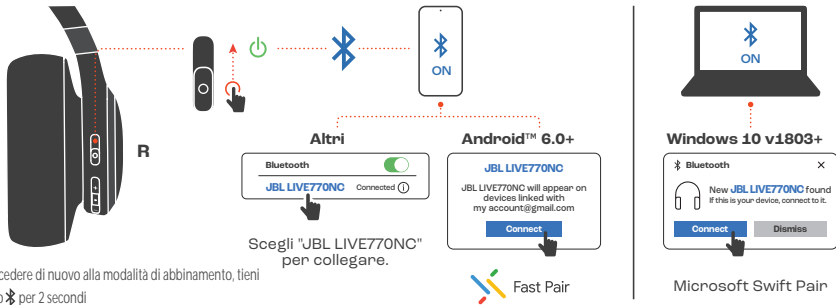 ON
ON
R
Altri
Android™ 6.0+
Windows 10 v1803+
Bluetooth
JBL LIVE770NC Connected
Scegli "JBL LIVE770NC"
per collegare.
JBL LIVE770NC
JBL LIVE770NC will appear on
devices linked with
my account@gmail.com
Connect
Fast Pair
Bluetooth
New JBL LIVE770NC found
If this is your device, connect to it.
Connect Dismiss
Microsoft Swift Pair
cedere di nuovo alla modalità di abbinamento, tieni
o per 2 secondi